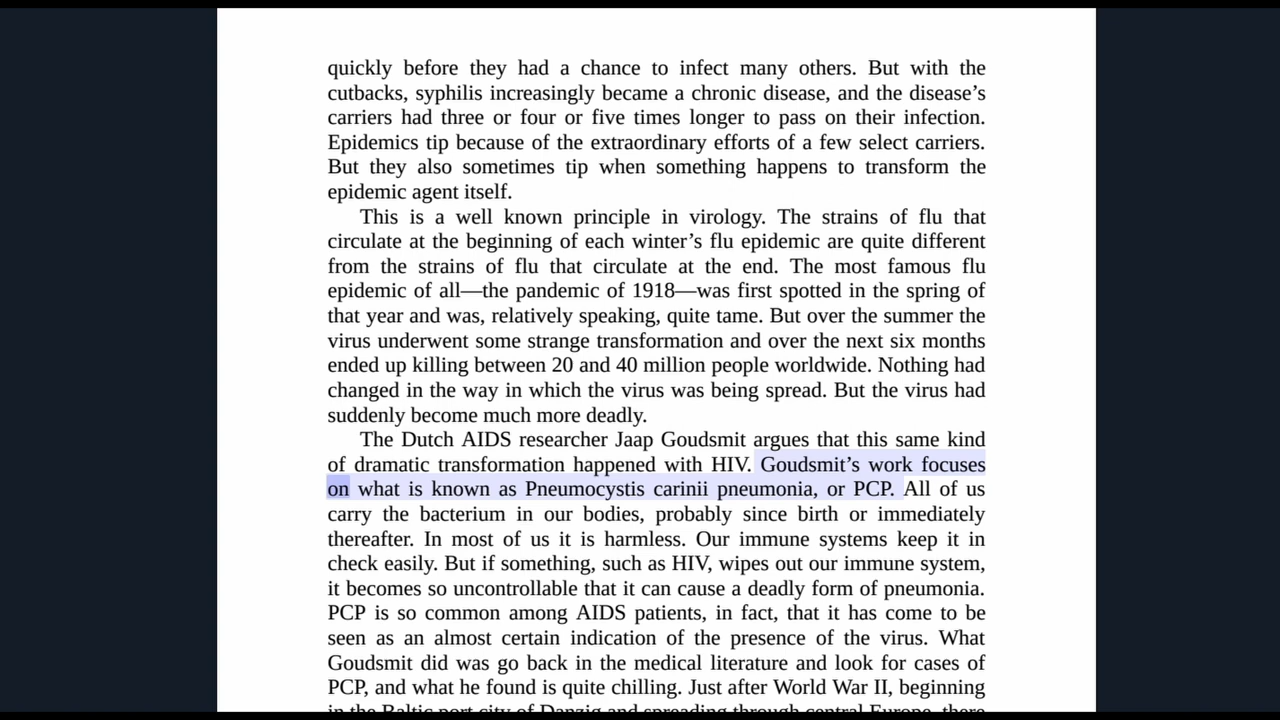 quickly before they had a chance to infect many others. But with the
cutbacks, syphilis increasingly became a chronic disease, and the disease’s
carriers had three or four or five times longer to pass on their infection.
Epidemics tip because of the extraordinary efforts of a few select carriers.
But they also sometimes tip when something happens to transform the
epidemic agent itself.
This is a well known principle in virology. The strains of flu that
circulate at the beginning of each winter’s flu epidemic are quite different
from the strains of flu that circulate at the end. The most famous flu
epidemic of all—the pandemic of 1918—was first spotted in the spring of
that year and was, relatively speaking, quite tame. But over the summer the
virus underwent some strange transformation and over the next six months
ended up killing between 20 and 40 million people worldwide. Nothing had
changed in the way in which the virus was being spread. But the virus had
suddenly become much more deadly.
The Dutch AIDS researcher Jaap Goudsmit argues that this same kind
of dramatic transformation happened with HIV. Goudsmit’s work focuses
on what is known as Pneumocystis carinii pneumonia, or PCP. All of us
carry the bacterium in our bodies, probably since birth or immediately
thereafter. In most of us it is harmless. Our immune systems keep it in
check easily. But if something, such as HIV, wipes out our immune system,
it becomes so uncontrollable that it can cause a deadly form of pneumonia.
PCP is so common among AIDS patients, in fact, that it has come to be
seen as an almost certain indication of the presence of the virus. What
Goudsmit did was go back in the medical literature and look for cases of
PCP, and what he found is quite chilling. Just after World War II, beginning
in the Baltic port city of Danzig and spreading through central Europe, there